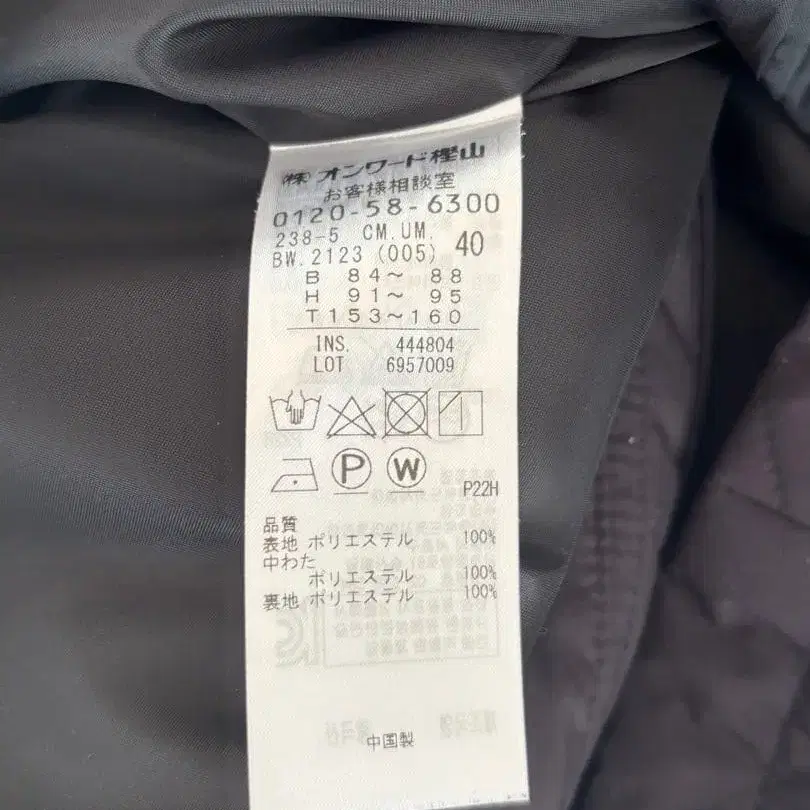 ㈱ オンワード樫山
お客様相談室
0120-58-6300
238-5 CM.UM.
BW.2123 (005) 40
B 84～ 88
H 91～ 95
T 153～160
INS. 444804
LOT 6957009
P W
P22H
品質
表地 ポリエステル 100%
中わた
ポリエステル 100%
裏地 ポリエステル 100%
中国製